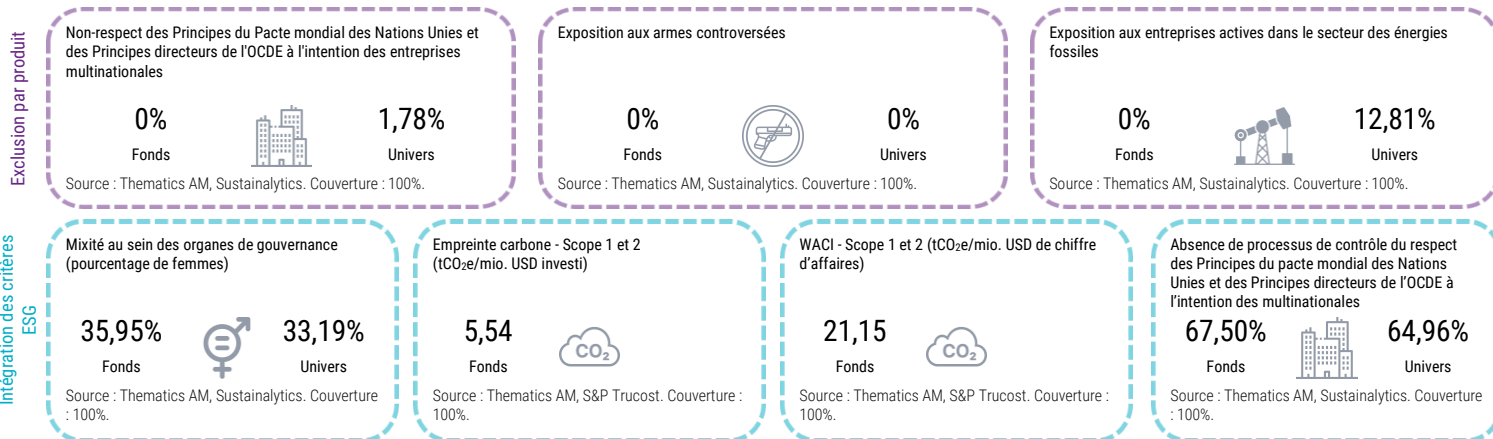 Exclusion par produit
Non-respect des Principes du Pacte mondial des Nations Unies et
des Principes directeurs de l'OCDE à l'intention des entreprises
multinationales
0%
Fonds
1,78%
Univers
Source : Thematics AM, Sustainalytics. Couverture : 100%.
Exposition aux armes controversées
0%
Fonds
0%
Univers
Source : Thematics AM, Sustainalytics. Couverture : 100%.
Exposition aux entreprises actives dans le secteur des énergies
fossiles
0%
Fonds
12,81%
Univers
Source : Thematics AM, Sustainalytics. Couverture : 100%.
Intégration des critères
ESG
Mixité au sein des organes de gouvernance
(pourcentage de femmes)
35,95%
Fonds
33,19%
Univers
Source : Thematics AM, Sustainalytics. Couverture
: 100%.
Empreinte carbone - Scope 1 et 2
(tCO₂e/mio. USD investi)
5,54
Fonds
CO₂
Source : Thematics AM, S&P Trucost. Couverture :
100%.
WACI - Scope 1 et 2 (tCO₂e/mio. USD de chiffre
d'affaires)
21,15
Fonds
CO₂
Source : Thematics AM, S&P Trucost. Couverture :
100%.
Absence de processus de contrôle du respect
des Principes du pacte mondial des Nations
Unies et des Principes directeurs de l'OCDE à
l'intention des multinationales
67,50%
Fonds
64,96%
Univers
Source : Thematics AM, Sustainalytics. Couverture
: 100%.